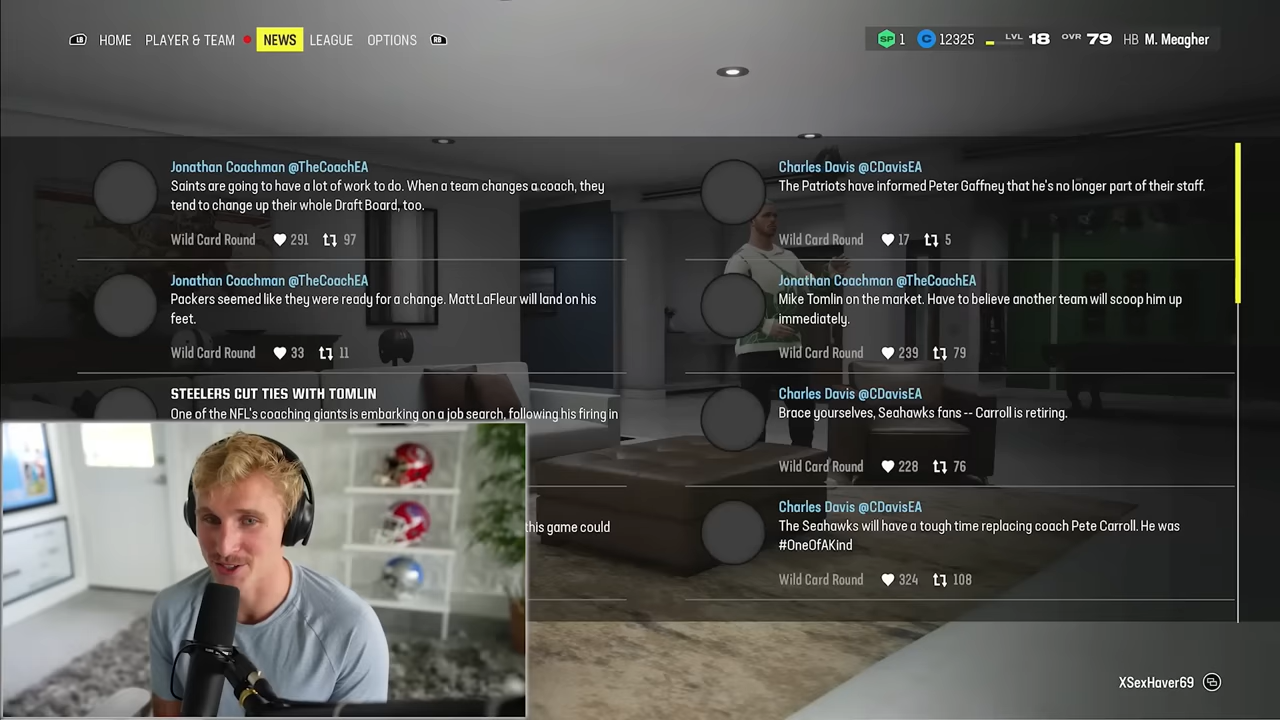 LB HOME PLAYER & TEAM NEWS LEAGUE OPTIONS RB
SP 1 C 12325 LVL 18 OVR 79 HB M. Meagher
Jonathan Coachman @TheCoachEA
Saints are going to have a lot of work to do. When a team changes a coach, they
tend to change up their whole Draft Board, too.
Wild Card Round 291 97
Jonathan Coachman @TheCoachEA
Packers seemed like they were ready for a change. Matt LaFleur will land on his
feet.
Wild Card Round 33 11
STEELERS CUT TIES WITH TOMLIN
One of the NFL's coaching giants is embarking on a job search, following his firing in
this game could
Charles Davis @CDavisEA
The Patriots have informed Peter Gaffney that he's no longer part of their staff.
Wild Card Round 17 5
Jonathan Coachman @TheCoachEA
Mike Tomlin on the market. Have to believe another team will scoop him up
immediately.
Wild Card Round 239 79
Charles Davis @CDavisEA
Brace yourselves, Seahawks fans -- Carroll is retiring.
Wild Card Round 228 76
Charles Davis @CDavisEA
The Seahawks will have a tough time replacing coach Pete Carroll. He was
#OneOfAKind
Wild Card Round 324 108
XSexHaver69